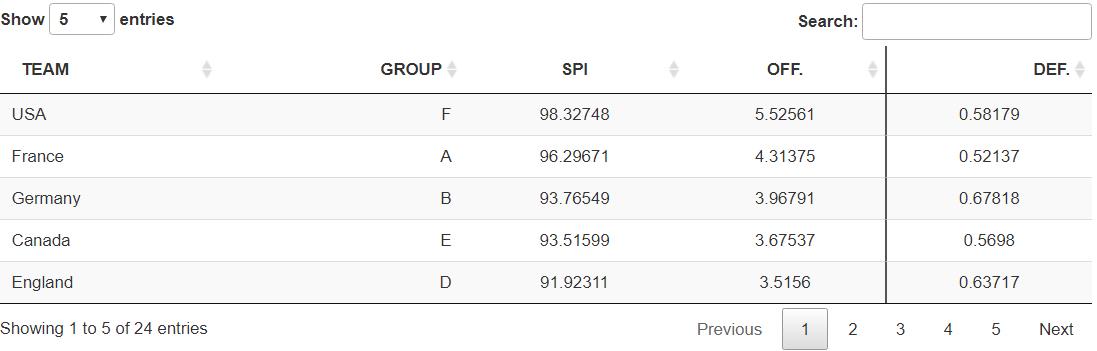 Show 5 entries Search:
TEAM GROUP SPI OFF. DEF.
USA F 98.32748 5.52561 0.58179
France A 96.29671 4.31375 0.52137
Germany B 93.76549 3.96791 0.67818
Canada E 93.51599 3.67537 0.5698
England D 91.92311 3.5156 0.63717
Showing 1 to 5 of 24 entries Previous 1 2 3 4 5 Next